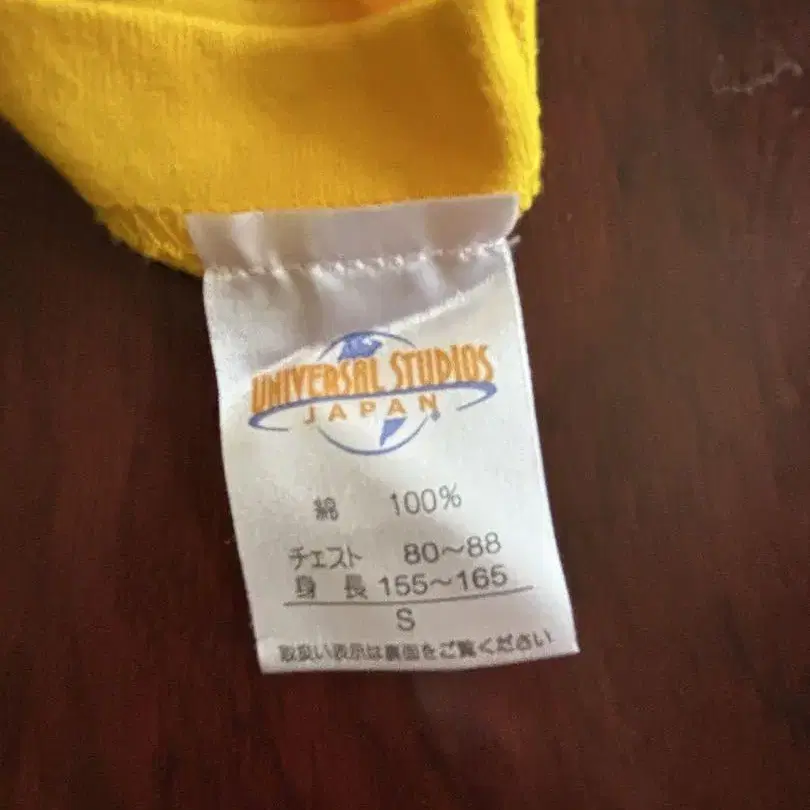 UNIVERSAL STUDIOS
JAPAN
綿 100%
チェスト 80～88
身長 155～165
S
取扱い表示は裏面をご覧ください